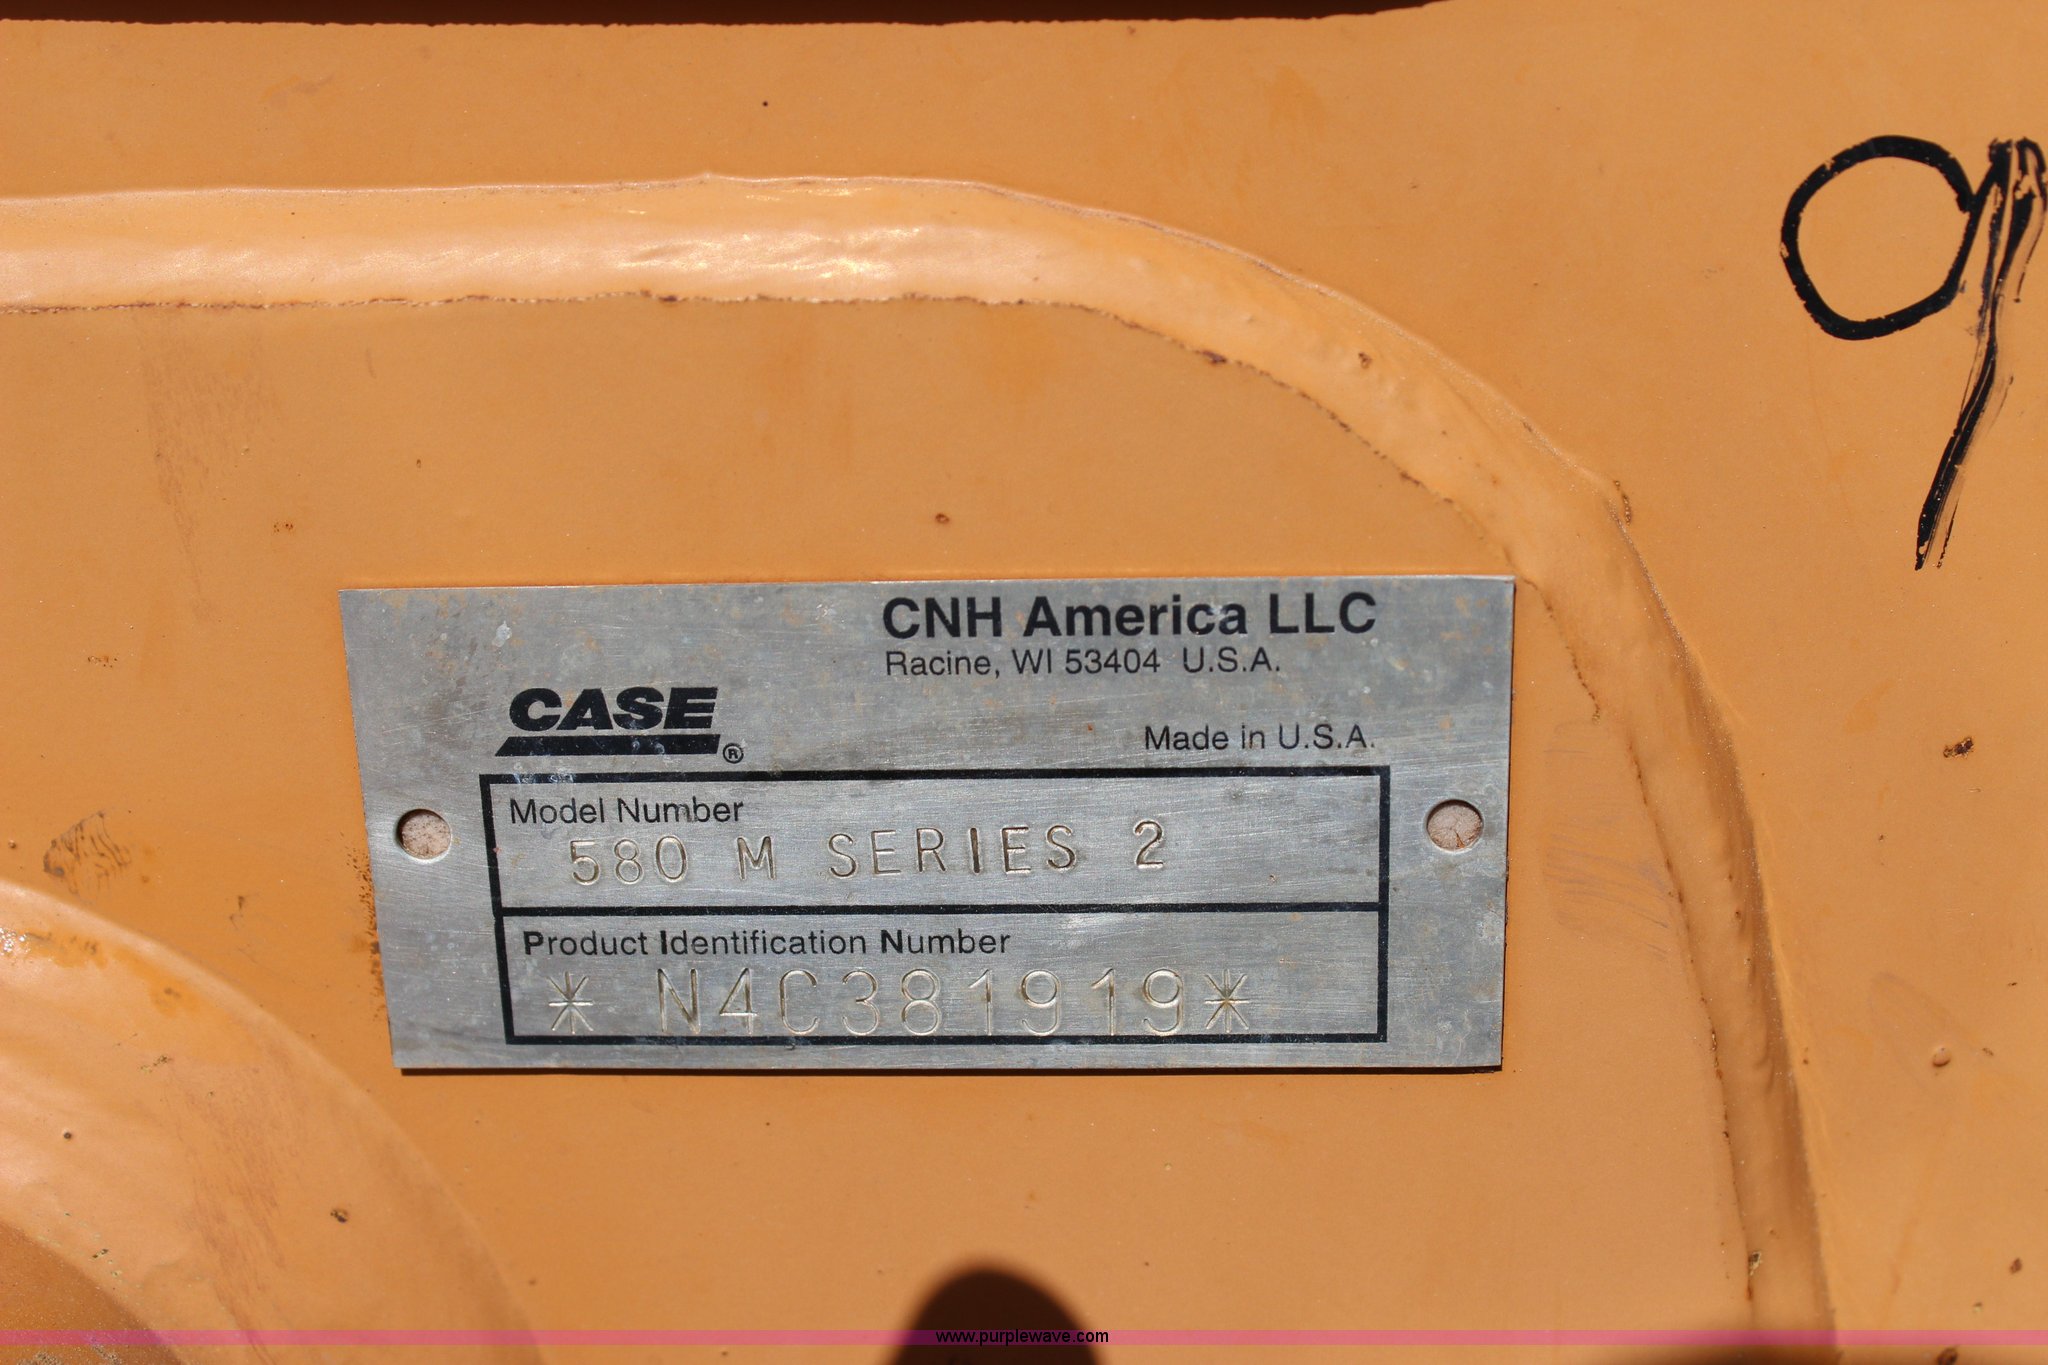 9
CNH America LLC
Racine, WI 53404 U.S.A.
CASE®
Made in U.S.A.
Model Number
580 M SERIES 2
Product Identification Number
* N4C381919*
www.purplewave.com